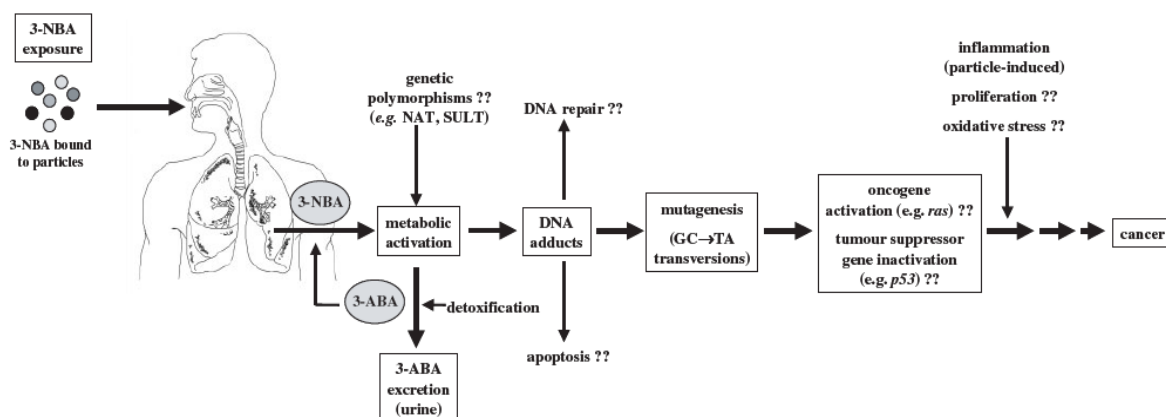 3-NBA
exposure
3-NBA bound
to particles
3-NBA
3-ABA
genetic
polymorphisms ??
(e.g. NAT, SULT)
metabolic
activation
detoxification
3-ABA
excretion
(urine)
DNA repair ??
DNA
adducts
apoptosis ??
mutagenesis
(GC→TA
transversions)
inflammation
(particle-induced)
proliferation ??
oxidative stress ??
oncogene
activation (e.g. ras) ??
tumour suppressor
gene inactivation
(e.g. p53) ??
cancer